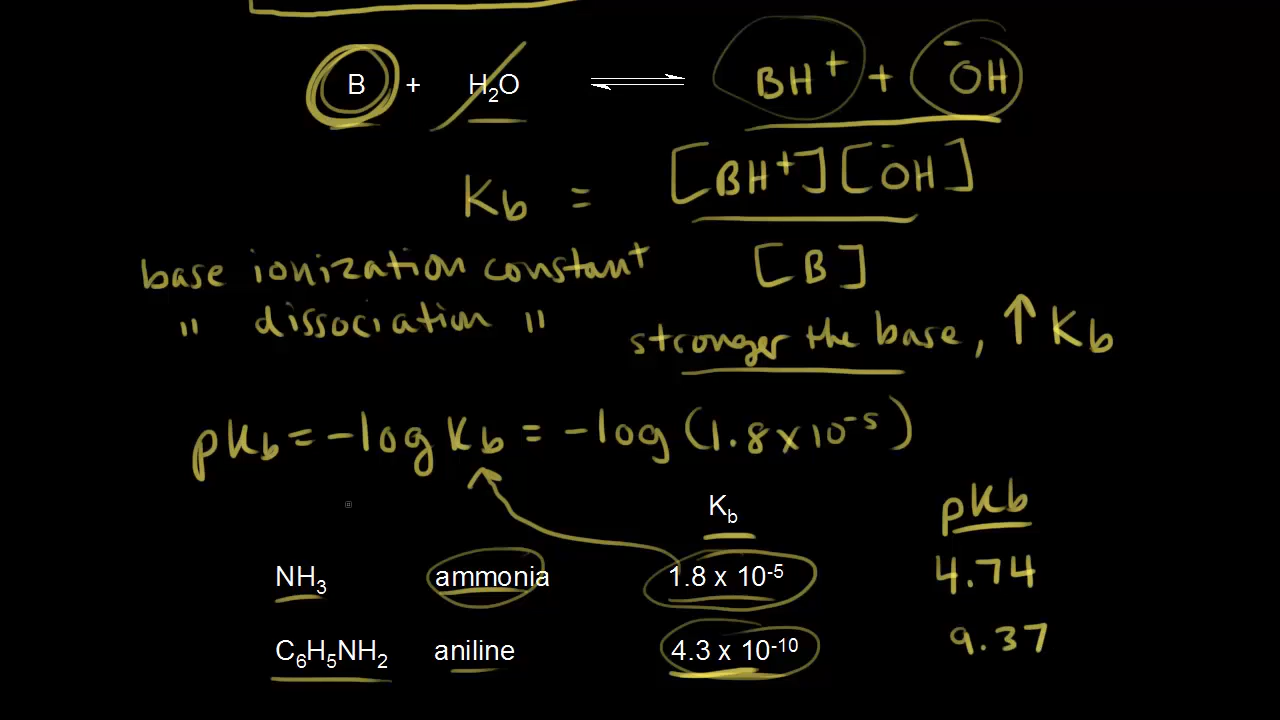 B + H₂O ⇌ BH⁺ + ⁻OH
Kb = [BH⁺][⁻OH]
[B]
base ionization constant
" dissociation "
stronger the base, ↑ Kb
pKb = -log Kb = -log (1.8 x 10⁻⁵)
Kb pKb
NH₃ ammonia 1.8 x 10⁻⁵ 4.74
C₆H₅NH₂ aniline 4.3 x 10⁻¹⁰ 9.37